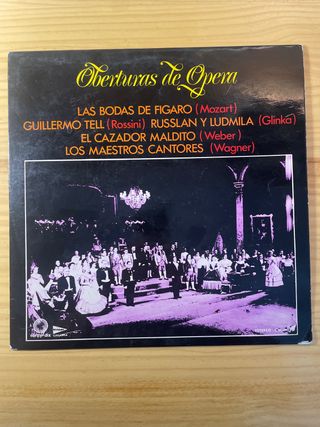 Oberturas de Opera
LAS BODAS DE FIGARO (Mozart)
GUILLERMO TELL (Rossini) RUSSLAN Y LUDMILA (Glinka)
EL CAZADOR MALDITO (Weber)
LOS MAESTROS CANTORES (Wagner)
STEREO